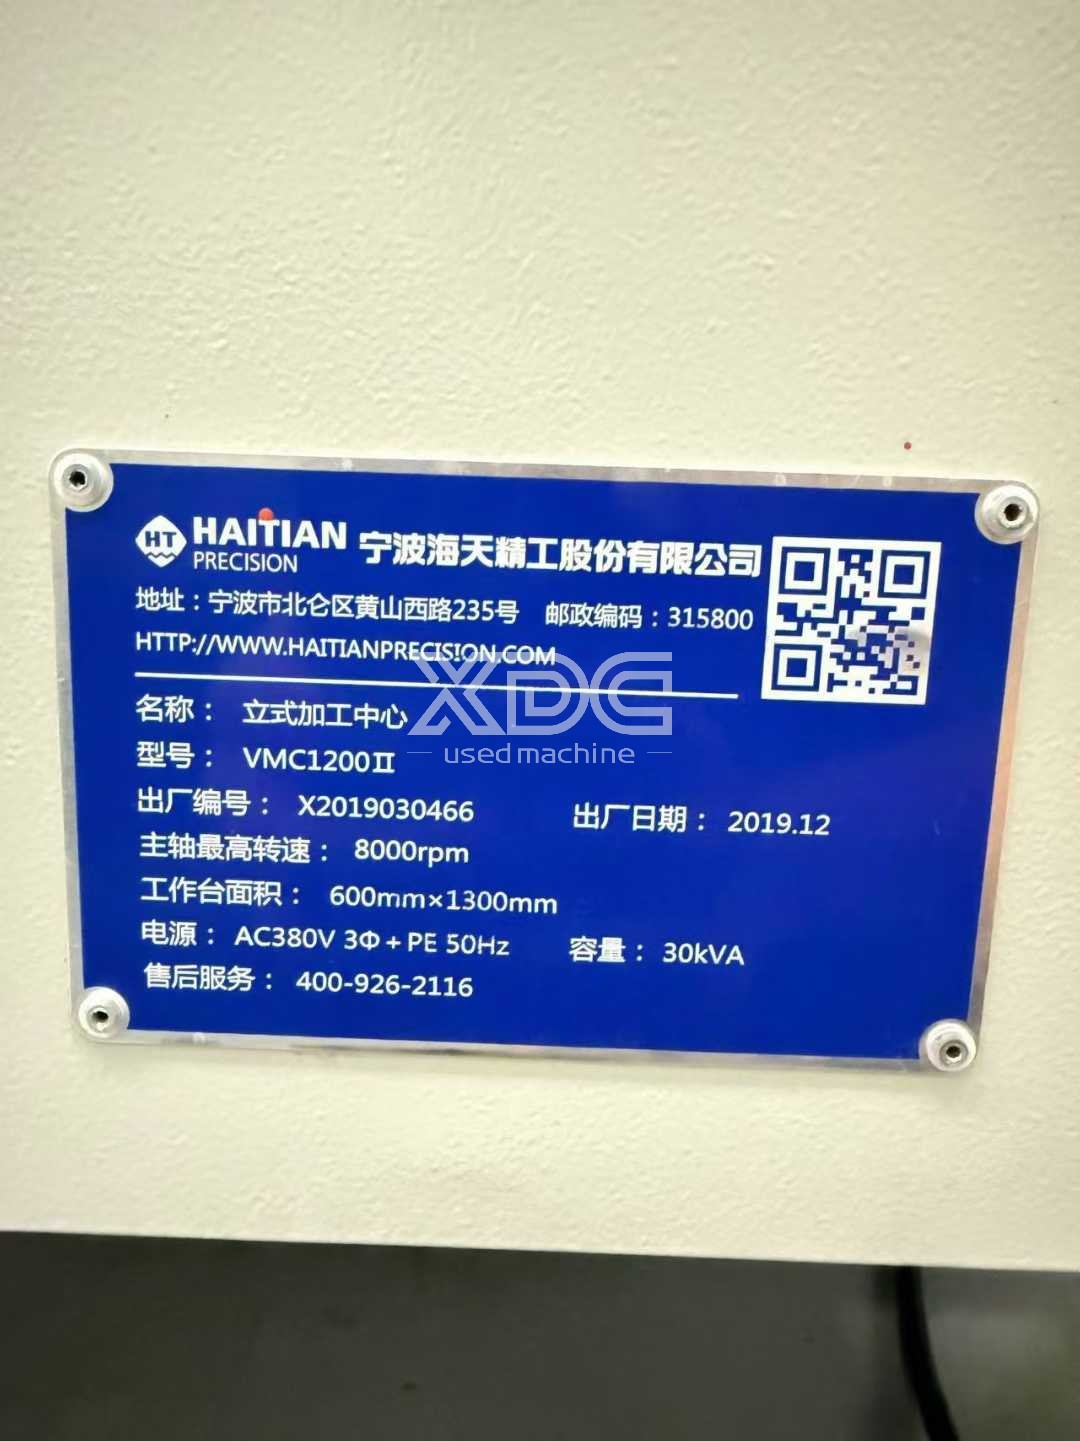 HT HAITIAN PRECISION 宁波海天精工股份有限公司
地址：宁波市北仑区黄山西路235号 邮政编码：315800
HTTP://WWW.HAITIANPRECISION.COM
XDG
used machine
名称： 立式加工中心
型号： VMC1200Ⅱ
出厂编号： X2019030466 出厂日期： 2019.12
主轴最高转速： 8000rpm
工作台面积： 600mm×1300mm
电源： AC380V 3Φ+PE 50Hz 容量： 30kVA
售后服务： 400-926-2116